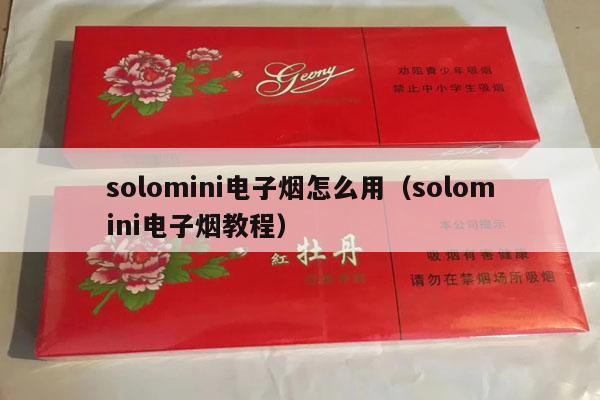 Geony
劝阻青少年吸烟
禁止中小学生吸烟
solomini电子烟怎么用（solom
ini电子烟教程）
紅 牡丹
本公司提示
吸烟有害健康
请勿在禁烟场所吸烟